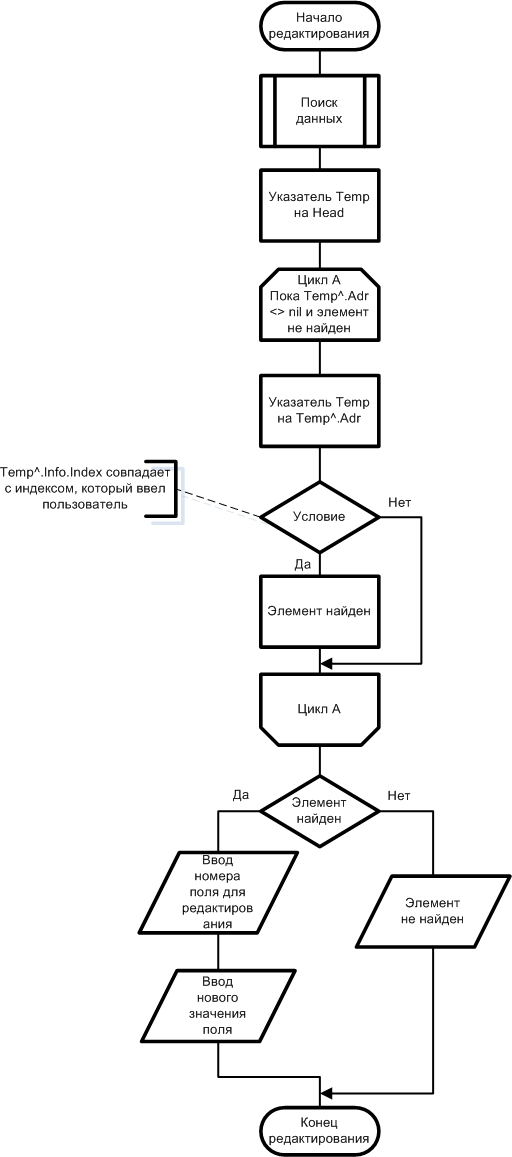 Начало
редактирования
Поиск
данных
Указатель Temp
на Head
Цикл А
Пока Temp^.Adr
<> nil и элемент
не найден
Указатель Temp
на Temp^.Adr
Temp^.Info.Index совпадает
с индексом, который ввел
пользователь
Условие
Нет
Да
Элемент найден
Цикл А
Элемент
найден
Да
Нет
Ввод
номера
поля для
редактиров
ания
Элемент
не найден
Ввод
нового
значения
поля
Конец
редактирования